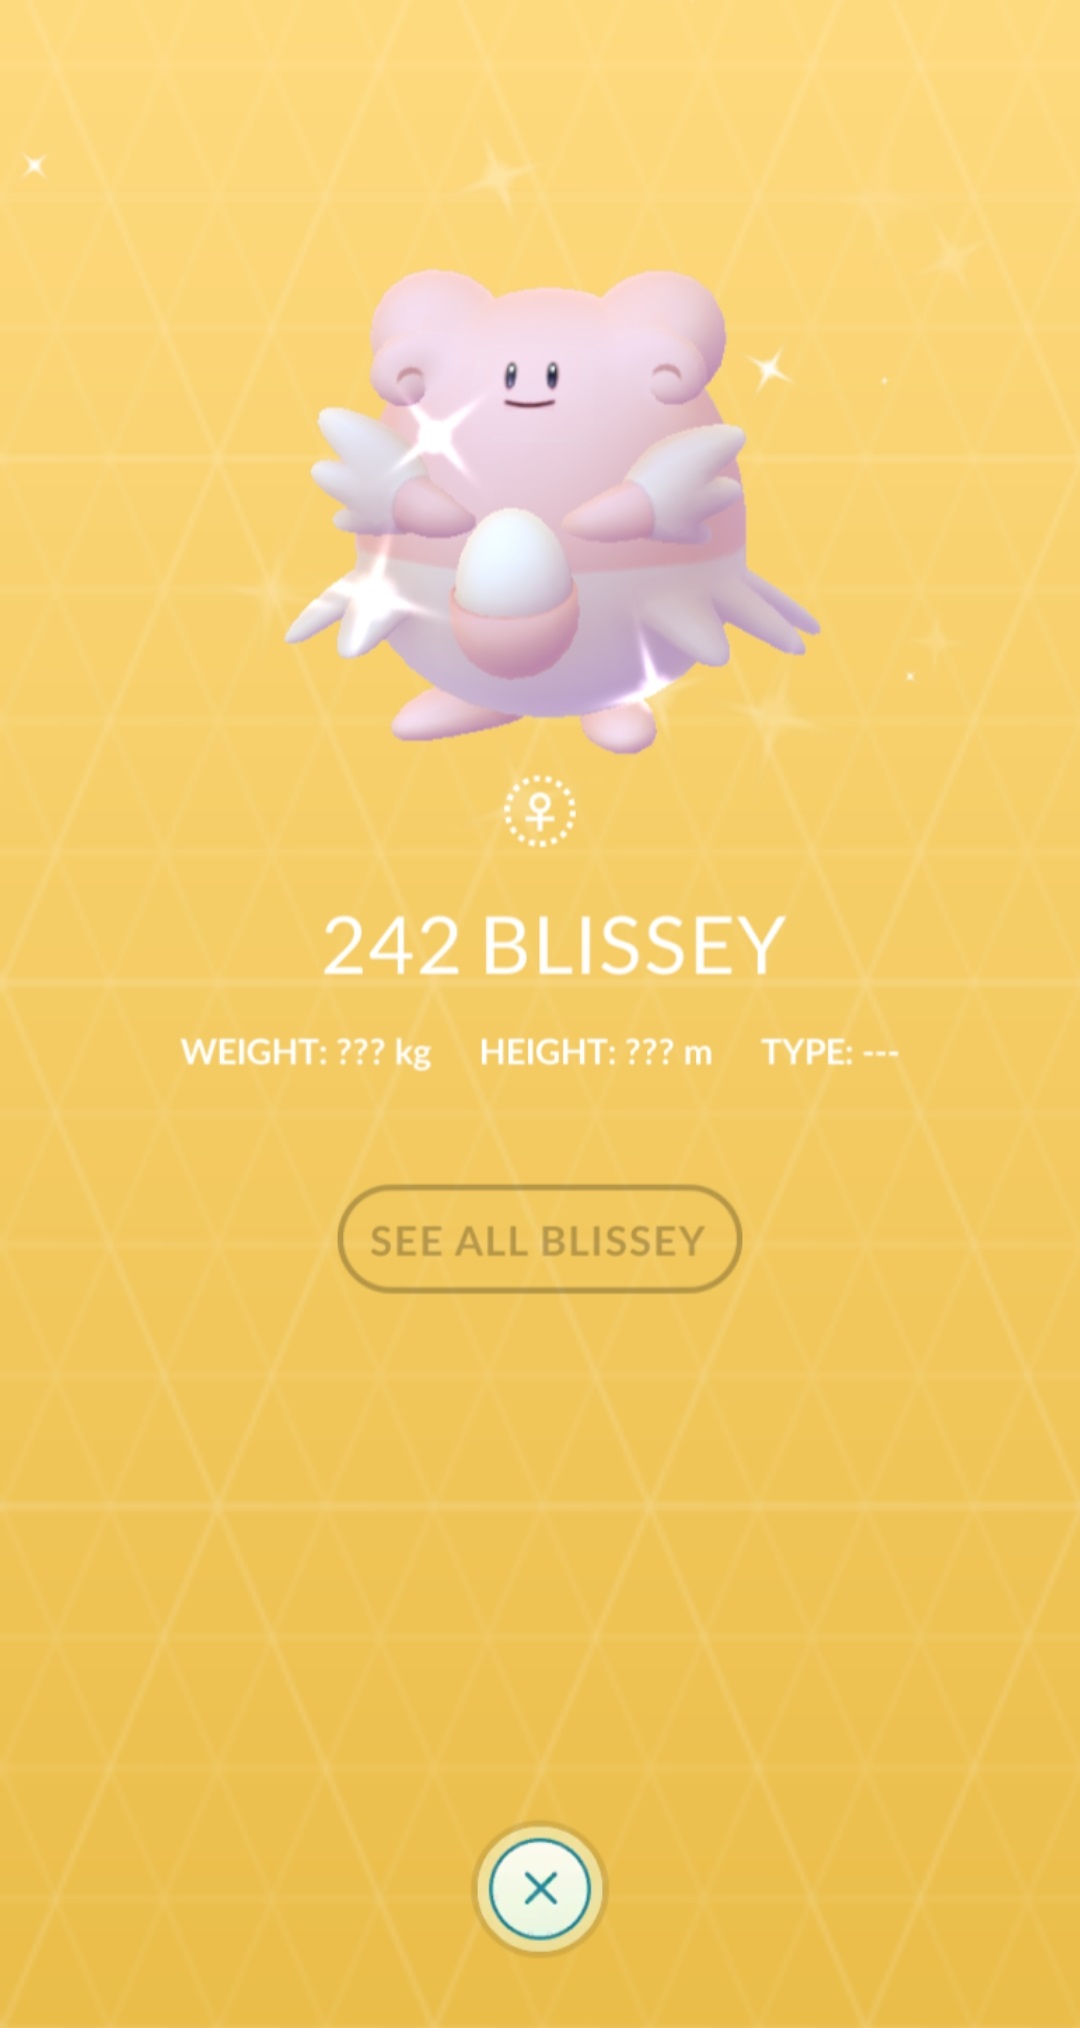 242 BLISSEY
WEIGHT: ??? kg HEIGHT: ??? m TYPE: ---
SEE ALL BLISSEY